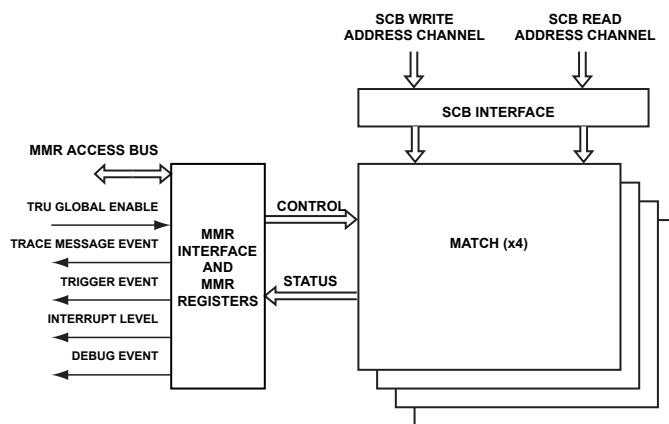 SCB WRITE
ADDRESS CHANNEL
SCB READ
ADDRESS CHANNEL
SCB INTERFACE
MMR ACCESS BUS
TRU GLOBAL ENABLE
TRACE MESSAGE EVENT
TRIGGER EVENT
INTERRUPT LEVEL
DEBUG EVENT
MMR
INTERFACE
AND
MMR
REGISTERS
CONTROL
STATUS
MATCH (x4)